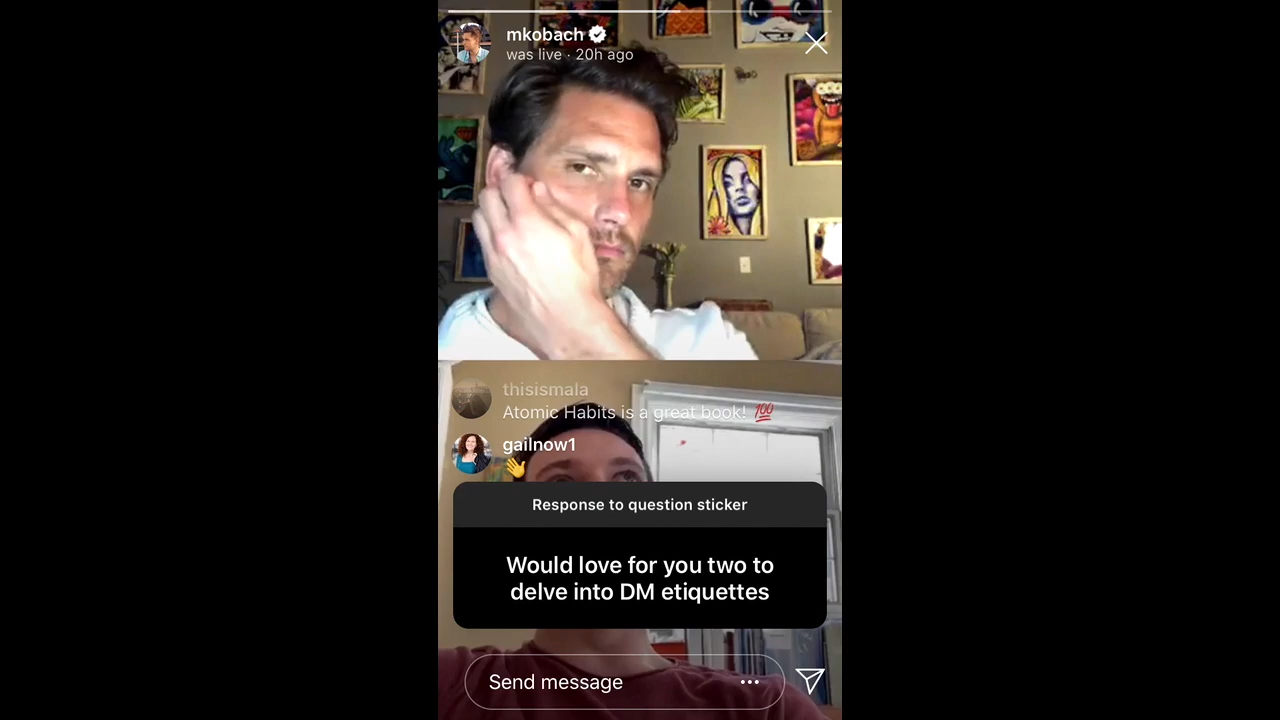 mkobach
was live · 20h ago
thisismala
Atomic Habits is a great book! 💯
gailnow1
👋
Response to question sticker
Would love for you two to
delve into DM etiquettes
Send message